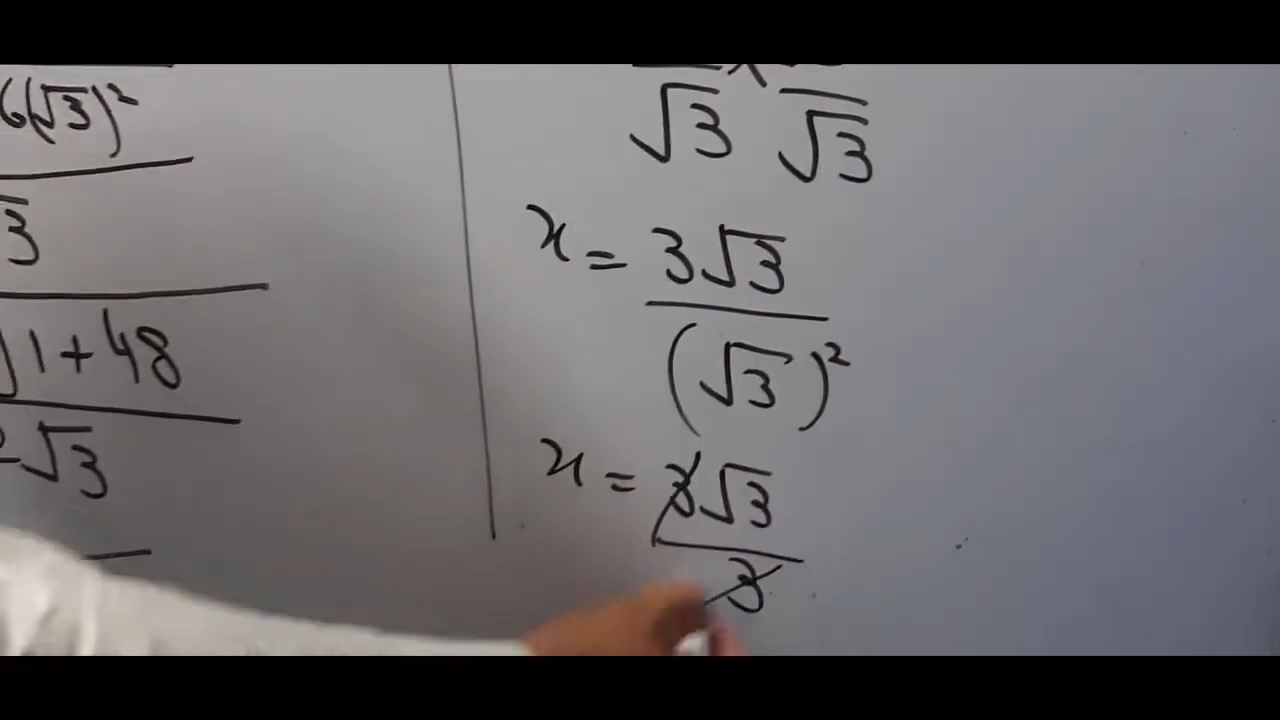 6(√3)²
3
√1+48
√3
√3 × √3
x = 3√3
(√3)²
x = 3√3
3